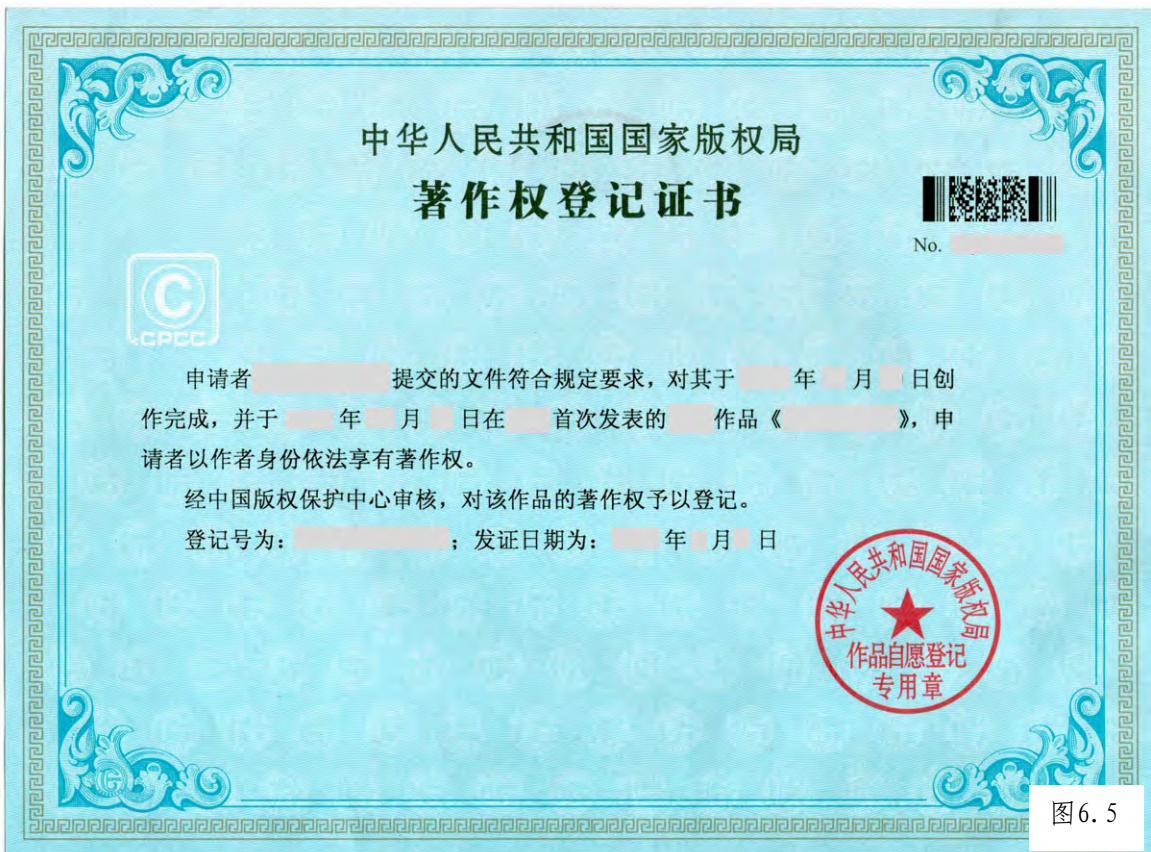 中华人民共和国国家版权局
著作权登记证书
No.
CPCC
申请者 提交的文件符合规定要求，对其于 年 月 日创
作完成，并于 年 月 日在 首次发表的 作品《 》，申
请者以作者身份依法享有著作权。
经中国版权保护中心审核，对该作品的著作权予以登记。
登记号为： ；发证日期为： 年 月 日
中华人民共和国国家版权局
作品自愿登记
专用章
图6.5